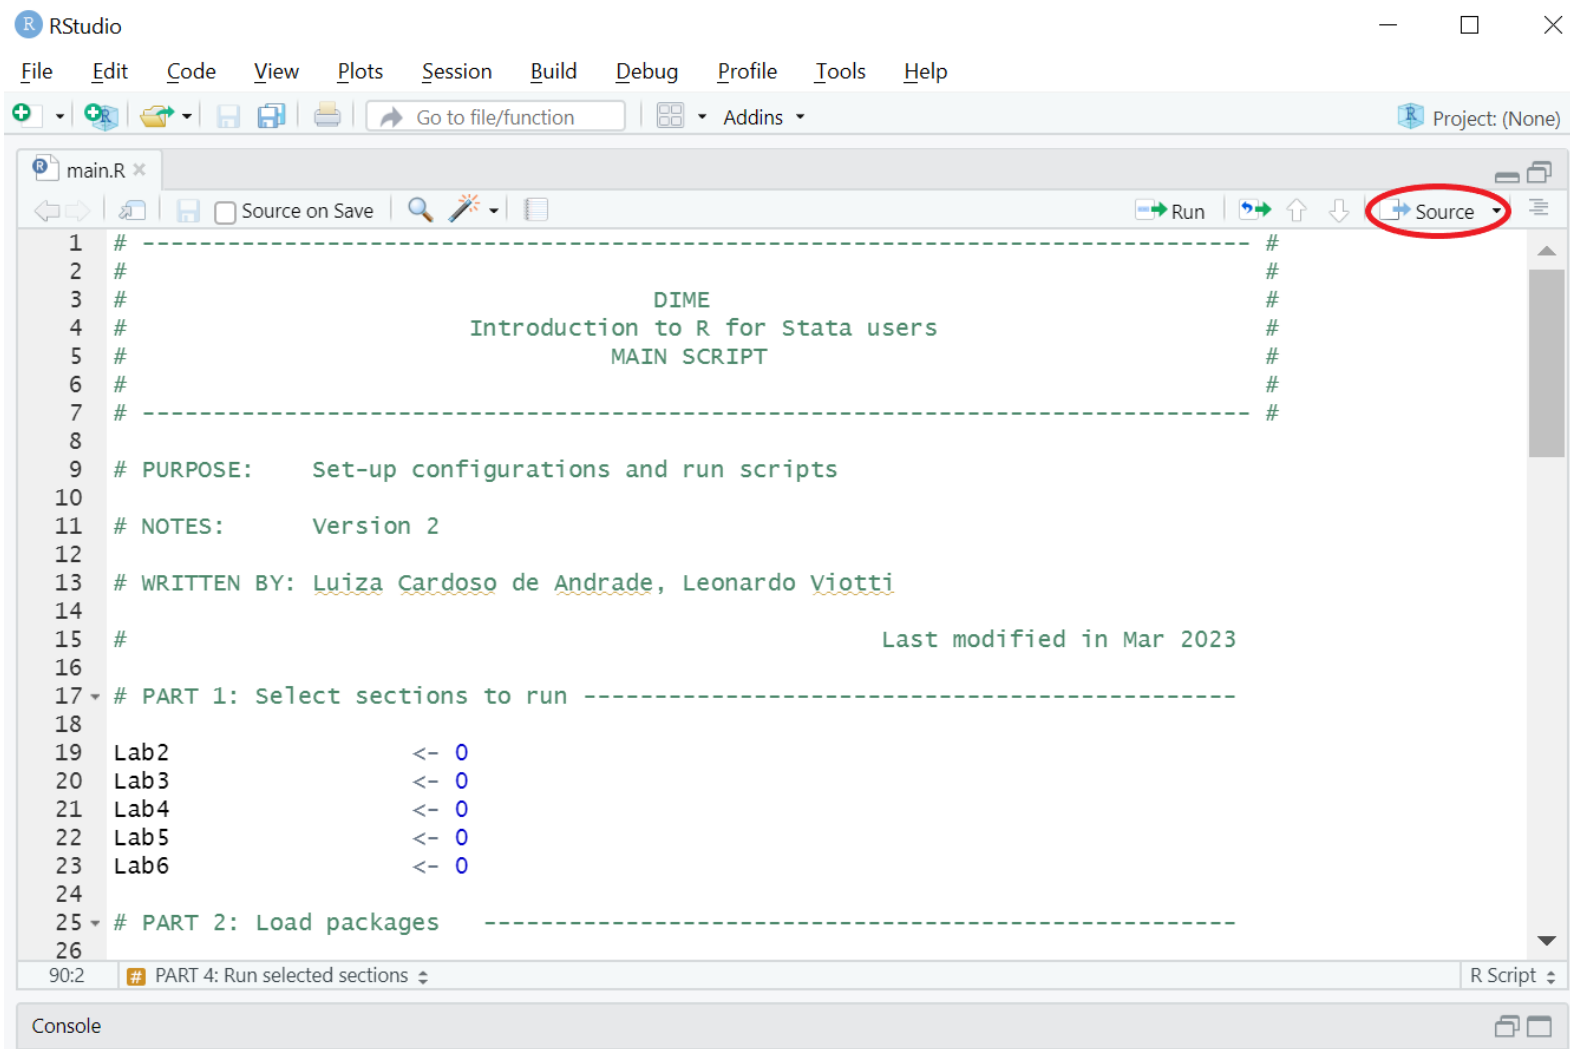 RStudio
File Edit Code View Plots Session Build Debug Profile Tools Help
Go to file/function Addins Project: (None)
main.R
Source on Save Run Source
1 # ------------------------------------------------------------------------------ #
2 # #
3 # DIME #
4 # Introduction to R for Stata users #
5 # MAIN SCRIPT #
6 # #
7 # ------------------------------------------------------------------------------ #
8
9 # PURPOSE: Set-up configurations and run scripts
10
11 # NOTES: Version 2
12
13 # WRITTEN BY: Luiza Cardoso de Andrade, Leonardo Viotti
14
15 # Last modified in Mar 2023
16
17 # PART 1: Select sections to run ----------------------------------------------
18
19 Lab2 <- 0
20 Lab3 <- 0
21 Lab4 <- 0
22 Lab5 <- 0
23 Lab6 <- 0
24
25 # PART 2: Load packages -----------------------------------------------------
26
90:2 # PART 4: Run selected sections R Script
Console